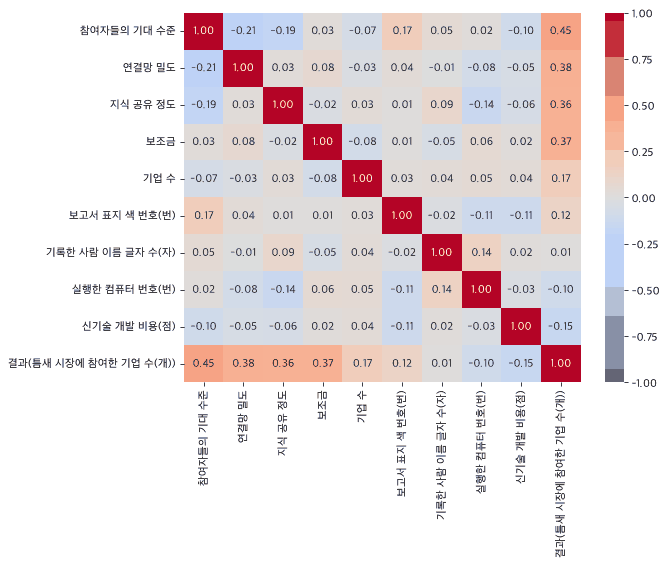 참여자들의 기대 수준 1.00 -0.21 -0.19 0.03 -0.07 0.17 0.05 0.02 -0.10 0.45
연결망 밀도 -0.21 1.00 0.03 0.08 -0.03 0.04 -0.01 -0.08 -0.05 0.38
지식 공유 정도 -0.19 0.03 1.00 -0.02 0.03 0.01 0.09 -0.14 -0.06 0.36
보조금 0.03 0.08 -0.02 1.00 -0.08 0.01 -0.05 0.06 0.02 0.37
기업 수 -0.07 -0.03 0.03 -0.08 1.00 0.03 0.04 0.05 0.04 0.17
보고서 표지 색 번호(번) 0.17 0.04 0.01 0.01 0.03 1.00 -0.02 -0.11 -0.11 0.12
기록한 사람 이름 글자 수(자) 0.05 -0.01 0.09 -0.05 0.04 -0.02 1.00 0.14 0.02 0.01
실행한 컴퓨터 번호(번) 0.02 -0.08 -0.14 0.06 0.05 -0.11 0.14 1.00 -0.03 -0.10
신기술 개발 비용(점) -0.10 -0.05 -0.06 0.02 0.04 -0.11 0.02 -0.03 1.00 -0.15
결과(틈새 시장에 참여한 기업 수(개)) 0.45 0.38 0.36 0.37 0.17 0.12 0.01 -0.10 -0.15 1.00
참여자들의 기대 수준
연결망 밀도
지식 공유 정도
보조금
기업 수
보고서 표지 색 번호(번)
기록한 사람 이름 글자 수(자)
실행한 컴퓨터 번호(번)
신기술 개발 비용(점)
결과(틈새 시장에 참여한 기업 수(개))
1.00
0.75
0.50
0.25
0.00
-0.25
-0.50
-0.75
-1.00